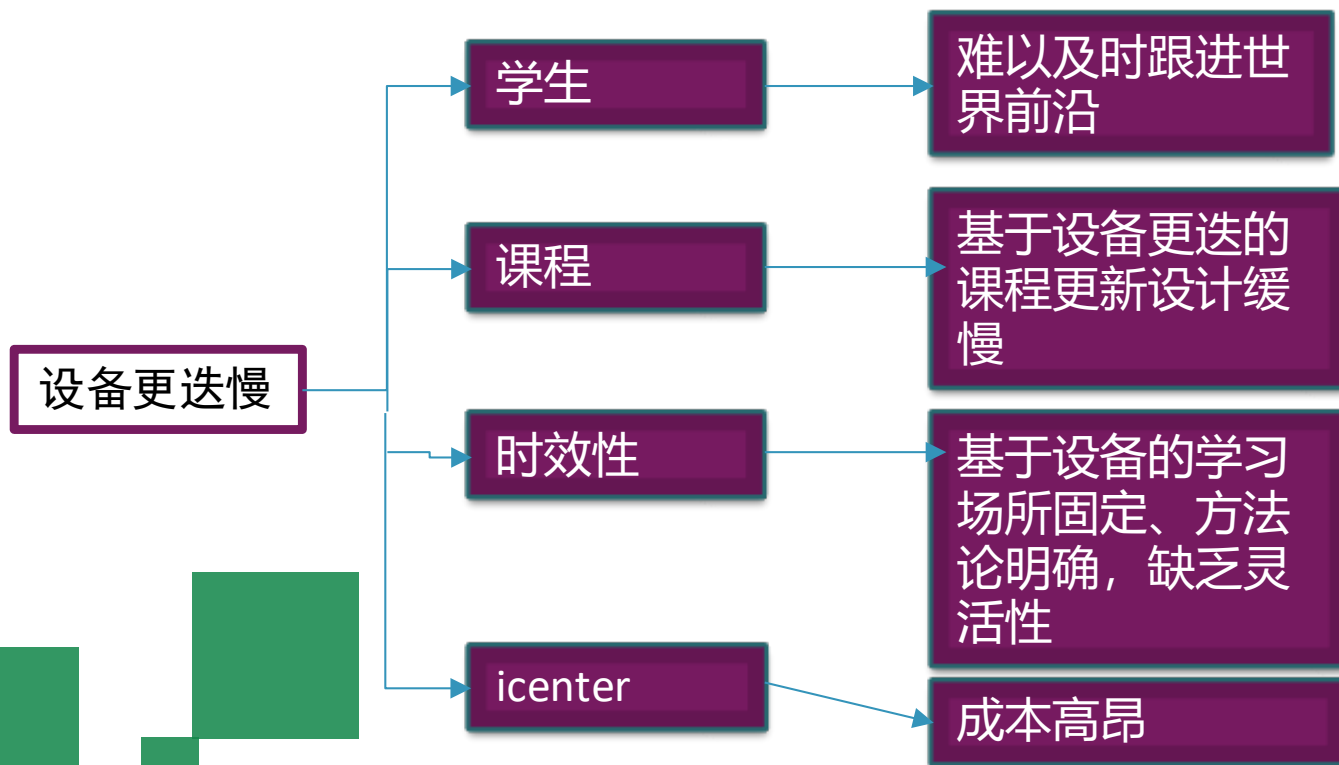 设备更迭慢
学生
难以及时跟进世
界前沿
课程
基于设备更迭的
课程更新设计缓
慢
时效性
基于设备的学习
场所固定、方法
论明确，缺乏灵
活性
icenter
成本高昂